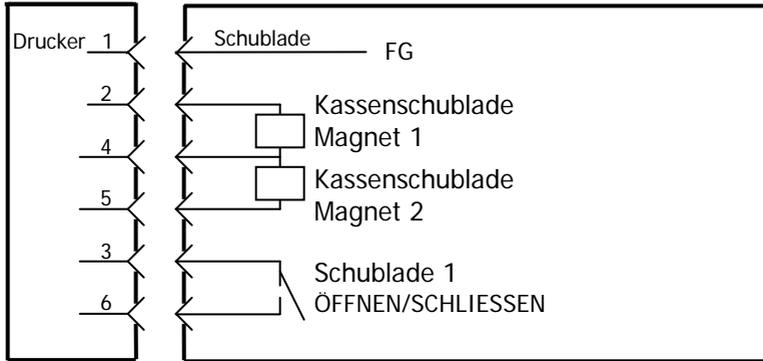 Drucker 1 Schublade FG
2
Kassenschublade
Magnet 1
4
Kassenschublade
Magnet 2
5
3
Schublade 1
ÖFFNEN/SCHLIESSEN
6